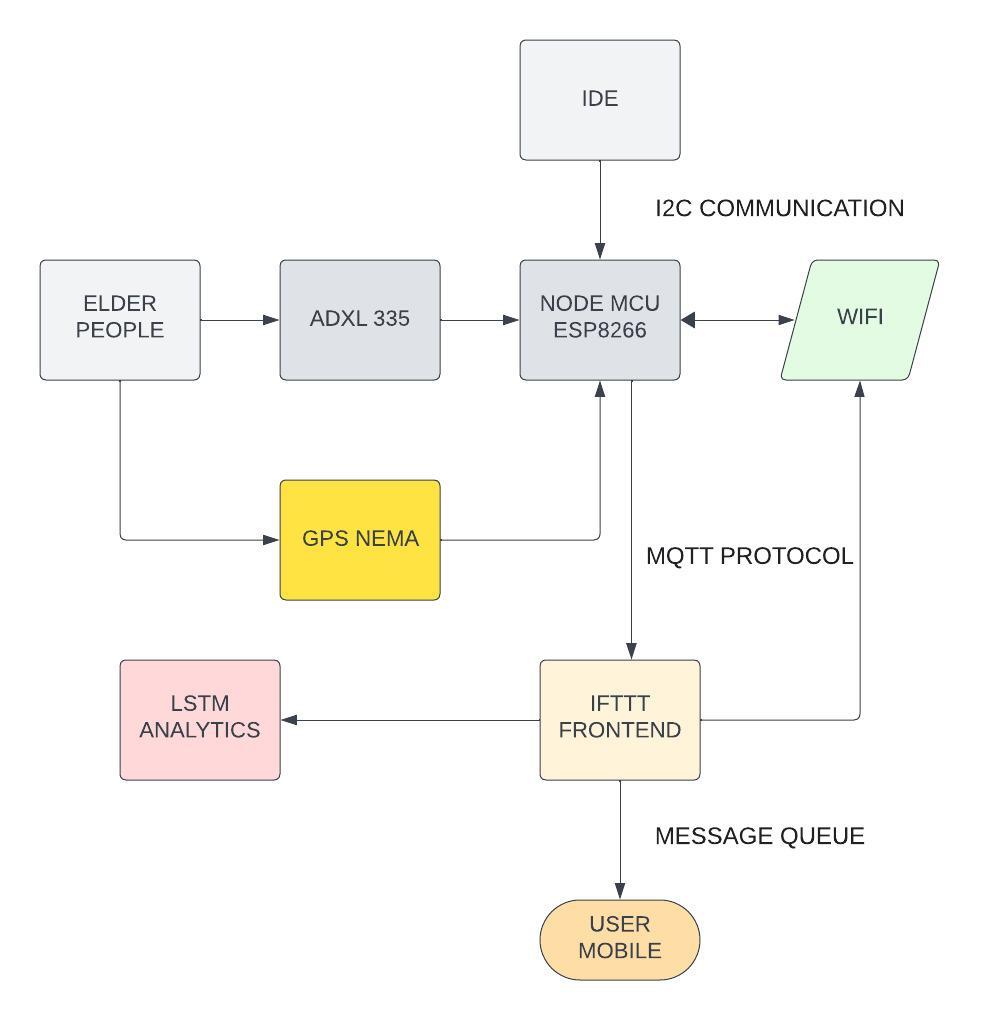 IDE
I2C COMMUNICATION
ELDER
PEOPLE
ADXL 335
NODE MCU
ESP8266
WIFI
GPS NEMA
MQTT PROTOCOL
LSTM
ANALYTICS
IFTTT
FRONTEND
MESSAGE QUEUE
USER
MOBILE